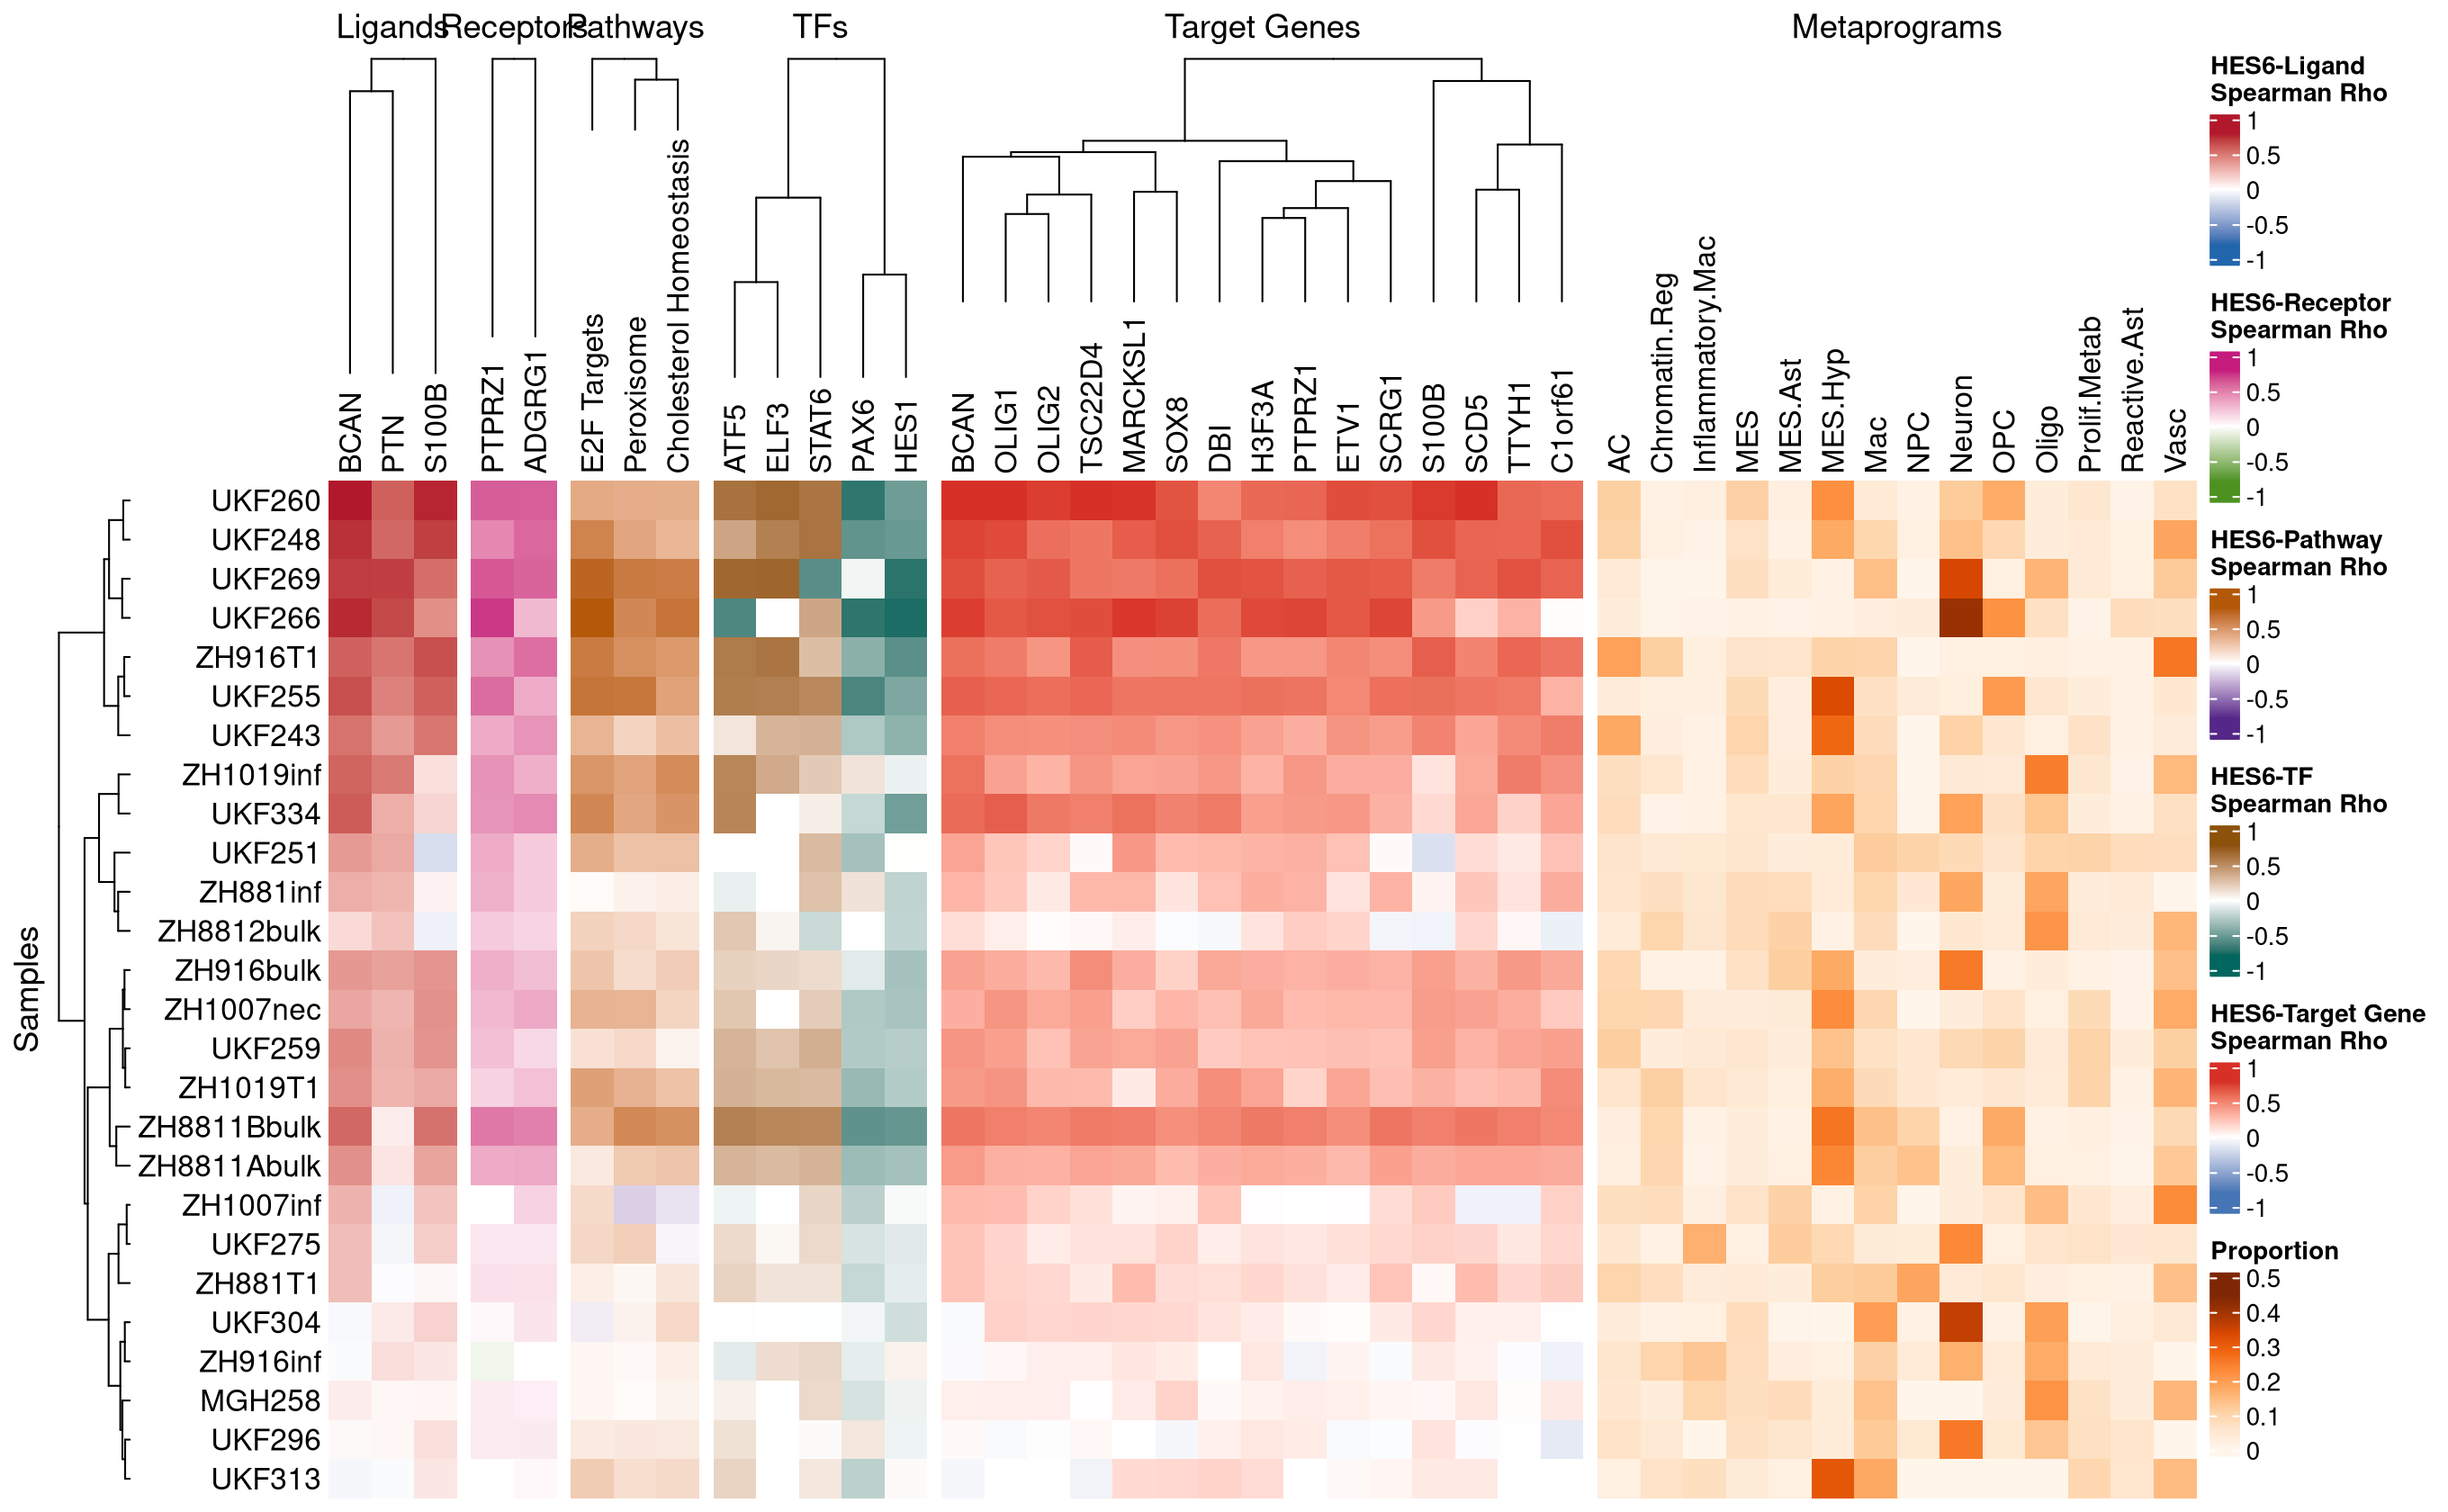 Ligands Receptors Pathways TFs Target Genes Metaprograms
BCAN
PTN
S100B
PTPRZ1
ADGRG1
E2F Targets
Peroxisome
Cholesterol Homeostasis
ATF5
ELF3
STAT6
PAX6
HES1
BCAN
OLIG1
OLIG2
TSC22D4
MARCKSL1
SOX8
DBI
H3F3A
PTPRZ1
ETV1
SCRG1
S100B
SCD5
TTYH1
C1orf61
AC
Chromatin.Reg
Inflammatory.Mac
MES
MES.Ast
MES.Hyp
Mac
NPC
Neuron
OPC
Oligo
Prolif.Metab
Reactive.Ast
Vasc
Samples
UKF260
UKF248
UKF269
UKF266
ZH916T1
UKF255
UKF243
ZH1019inf
UKF334
UKF251
ZH881inf
ZH8812bulk
ZH916bulk
ZH1007nec
UKF259
ZH1019T1
ZH8811Bbulk
ZH8811Abulk
ZH1007inf
UKF275
ZH881T1
UKF304
ZH916inf
MGH258
UKF296
UKF313
HES6-Ligand
Spearman Rho
1
0.5
0
-0.5
-1
HES6-Receptor
Spearman Rho
1
0.5
0
-0.5
-1
HES6-Pathway
Spearman Rho
1
0.5
0
-0.5
-1
HES6-TF
Spearman Rho
1
0.5
0
-0.5
-1
HES6-Target Gene
Spearman Rho
1
0.5
0
-0.5
-1
Proportion
0.5
0.4
0.3
0.2
0.1
0